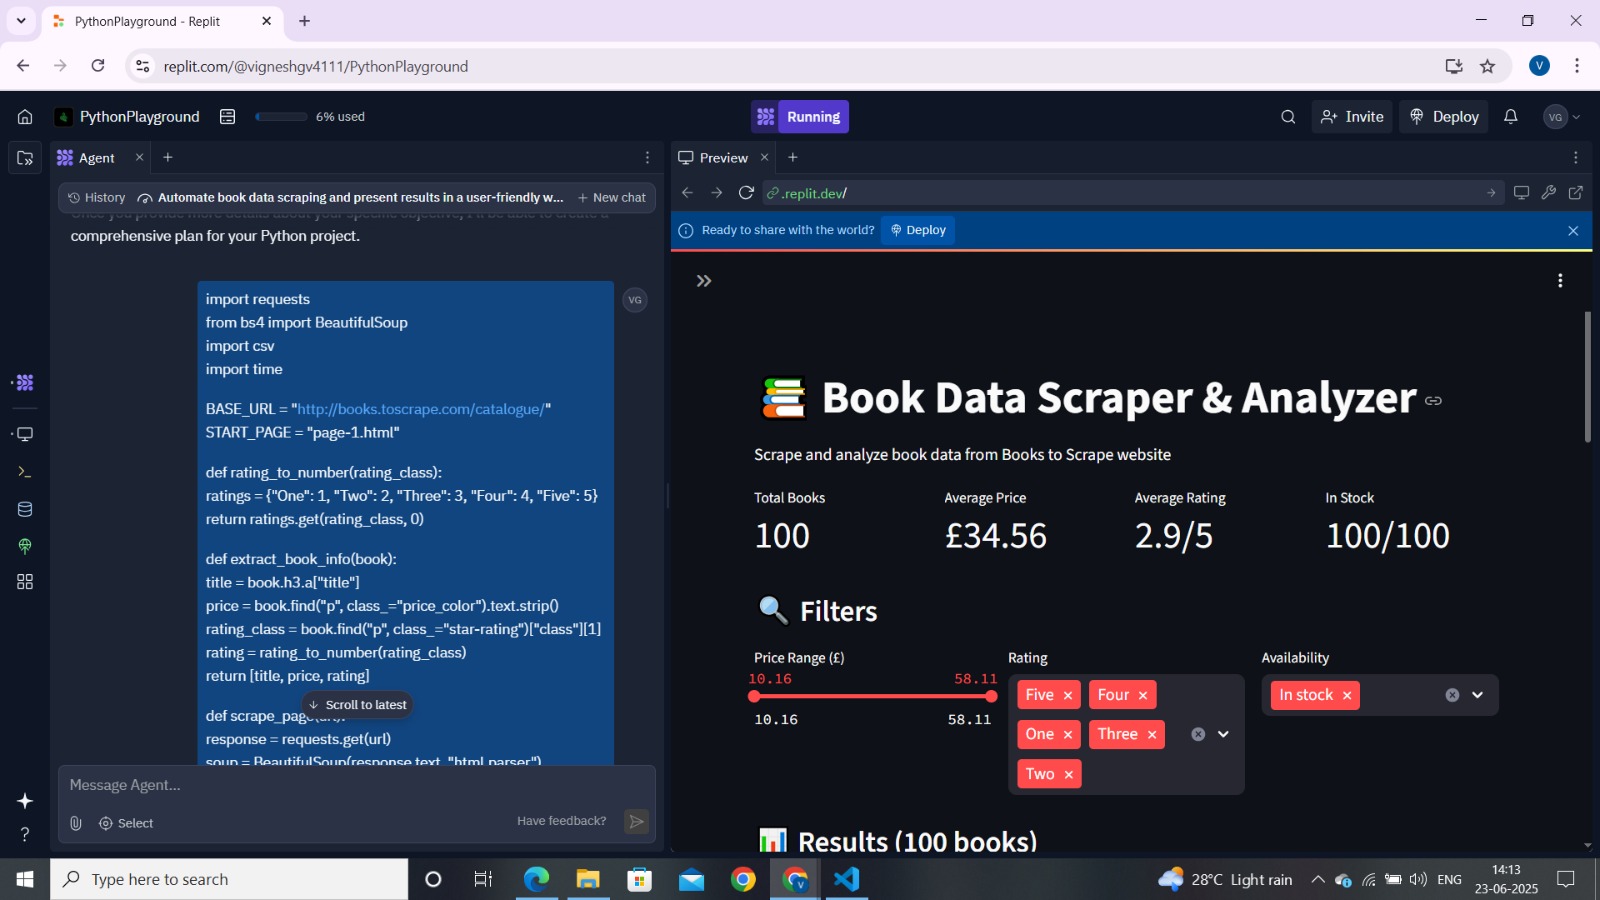 PythonPlayground - Replit
replit.com/@vigneshgv4111/PythonPlayground
V
PythonPlayground
6% used
Running
Invite
Deploy
VG
Agent
History
Automate book data scraping and present results in a user-friendly w...
New chat
comprehensive plan for your Python project.
VG
import requests
from bs4 import BeautifulSoup
import csv
import time
BASE_URL = "http://books.toscrape.com/catalogue/"
START_PAGE = "page-1.html"
def rating_to_number(rating_class):
ratings = {"One": 1, "Two": 2, "Three": 3, "Four": 4, "Five": 5}
return ratings.get(rating_class, 0)
def extract_book_info(book):
title = book.h3.a["title"]
price = book.find("p", class_="price_color").text.strip()
rating_class = book.find("p", class_="star-rating")["class"][1]
rating = rating_to_number(rating_class)
return [title, price, rating]
Scroll to latest
def scrape_page(url):
response = requests.get(url)
soup = BeautifulSoup(response.text, "html.parser")
Message Agent...
Select
Have feedback?
Preview
.replit.dev/
Ready to share with the world?
Deploy
Book Data Scraper & Analyzer
Scrape and analyze book data from Books to Scrape website
Total Books
Average Price
Average Rating
In Stock
100
£34.56
2.9/5
100/100
Filters
Price Range (£)
Rating
Availability
10.16 58.11
10.16 58.11
Five
Four
One
Three
Two
In stock
Results (100 books)
Type here to search
28°C Light rain
ENG
14:13
23-06-2025